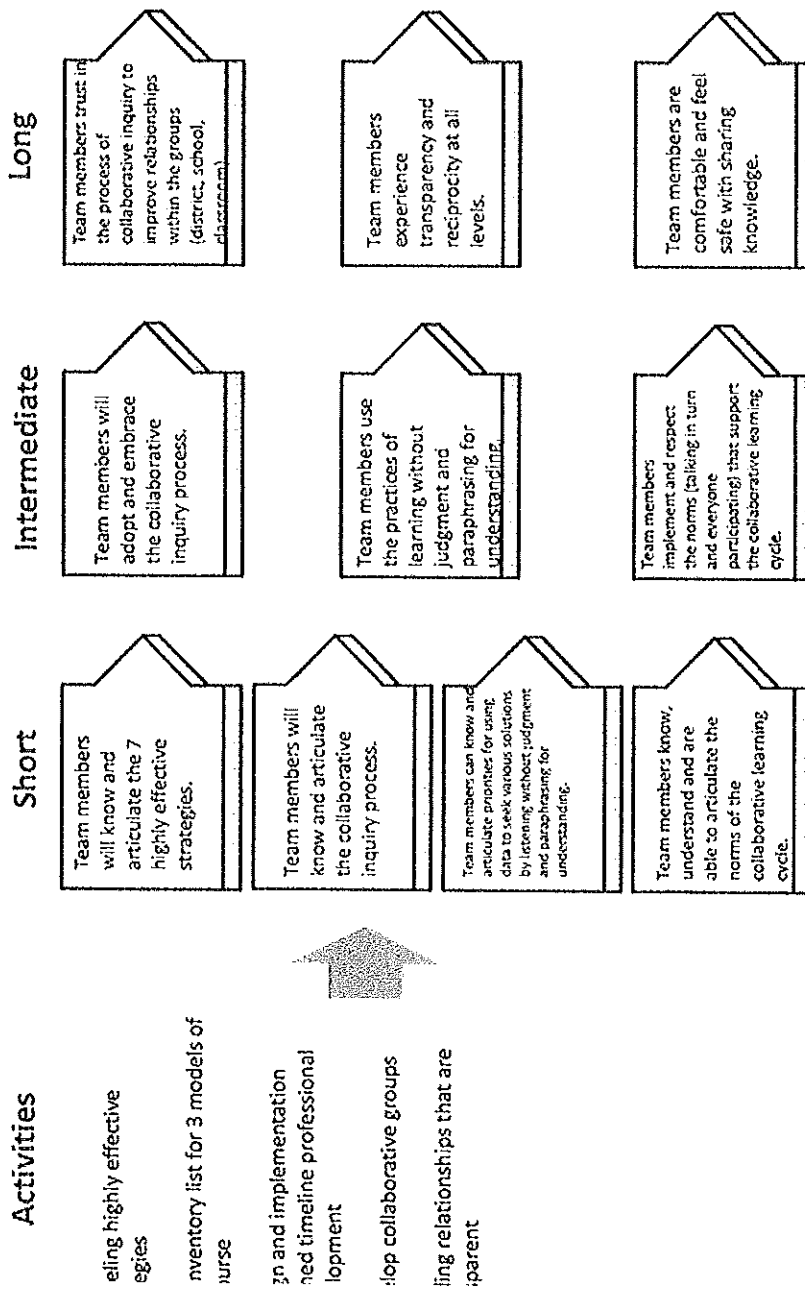 Activities
eling highly effective
egies
nventory list for 3 models of
urse
gn and implementation
ned timeline professional
lopment
lop collaborative groups
ling relationships that are
parent
Short
Team members
will know and
articulate the 7
highly effective
strategies.
Team members will
know and articulate
the collaborative
inquiry process.
Team members can know and
articulate priorities for using
data to seek various solutions
by listening without judgment
and paraphrasing for
understanding.
Team members know,
understand and are
able to articulate the
norms of the
collaborative learning
cycle.
Intermediate
Team members will
adopt and embrace
the collaborative
inquiry process.
Team members use
the practices of
learning without
judgment and
paraphrasing for
understanding.
Team members
implement and respect
the norms (talking in turn
and everyone
participating) that support
the collaborative learning
cycle.
Long
Team members trust in
the process of
collaborative inquiry to
improve relationships
within the groups
(district, school,
classroom)
Team members
experience
transparency and
reciprocity at all
levels.
Team members are
comfortable and feel
safe with sharing
knowledge.